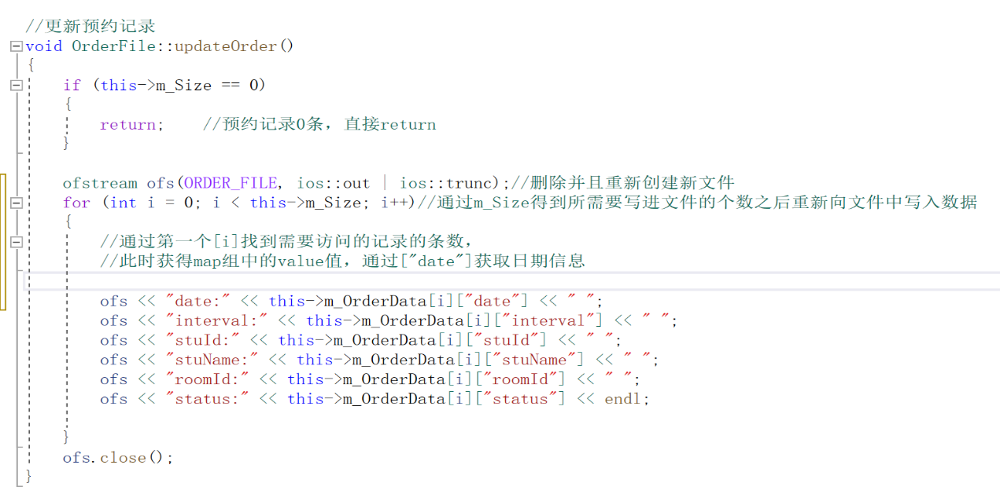 //更新预约记录
void OrderFile::updateOrder()
{
if (this->m_Size == 0)
{
return; //预约记录0条，直接return
}
ofstream ofs(ORDER_FILE, ios::out | ios::trunc);//删除并且重新创建新文件
for (int i = 0; i < this->m_Size; i++)//通过m_Size得到所需要写进文件的个数之后重新向文件中写入数据
{
//通过第一个[i]找到需要访问的记录的条数，
//此时获得map组中的value值，通过["date"]获取日期信息
ofs << "date:" << this->m_OrderData[i]["date"] << " ";
ofs << "interval:" << this->m_OrderData[i]["interval"] << " ";
ofs << "stuId:" << this->m_OrderData[i]["stuId"] << " ";
ofs << "stuName:" << this->m_OrderData[i]["stuName"] << " ";
ofs << "roomId:" << this->m_OrderData[i]["roomId"] << " ";
ofs << "status:" << this->m_OrderData[i]["status"] << endl;
}
ofs.close();
}